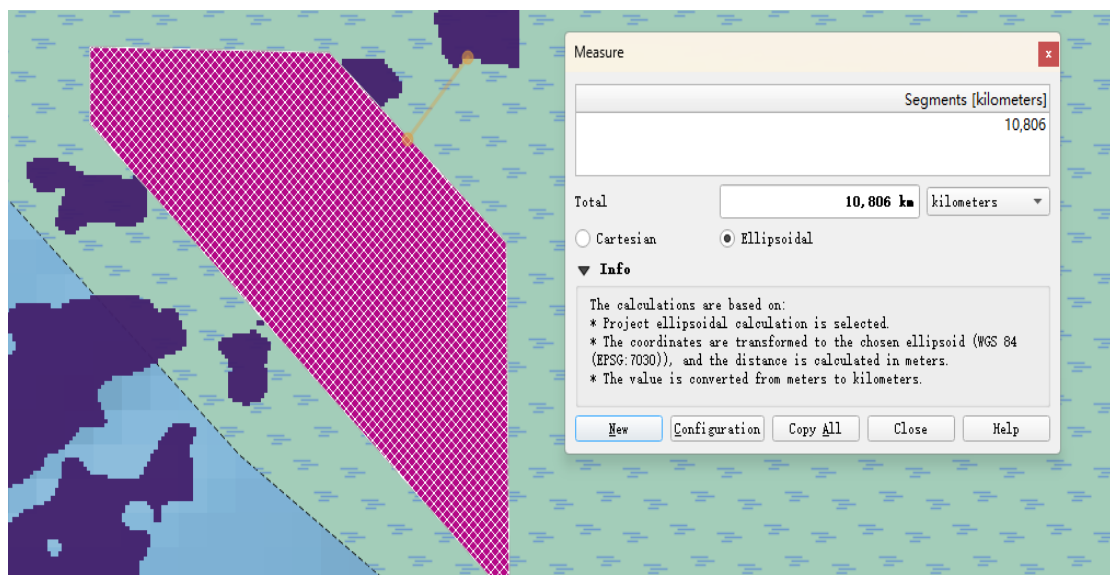 Measure
x
Segments [kilometers]
10,806
Total
10,806 km
kilometers
Cartesian
Ellipsoidal
Info
The calculations are based on:
* Project ellipsoidal calculation is selected.
* The coordinates are transformed to the chosen ellipsoid (WGS 84
(EPSG:7030)), and the distance is calculated in meters.
* The value is converted from meters to kilometers.
New
Configuration
Copy All
Close
Help